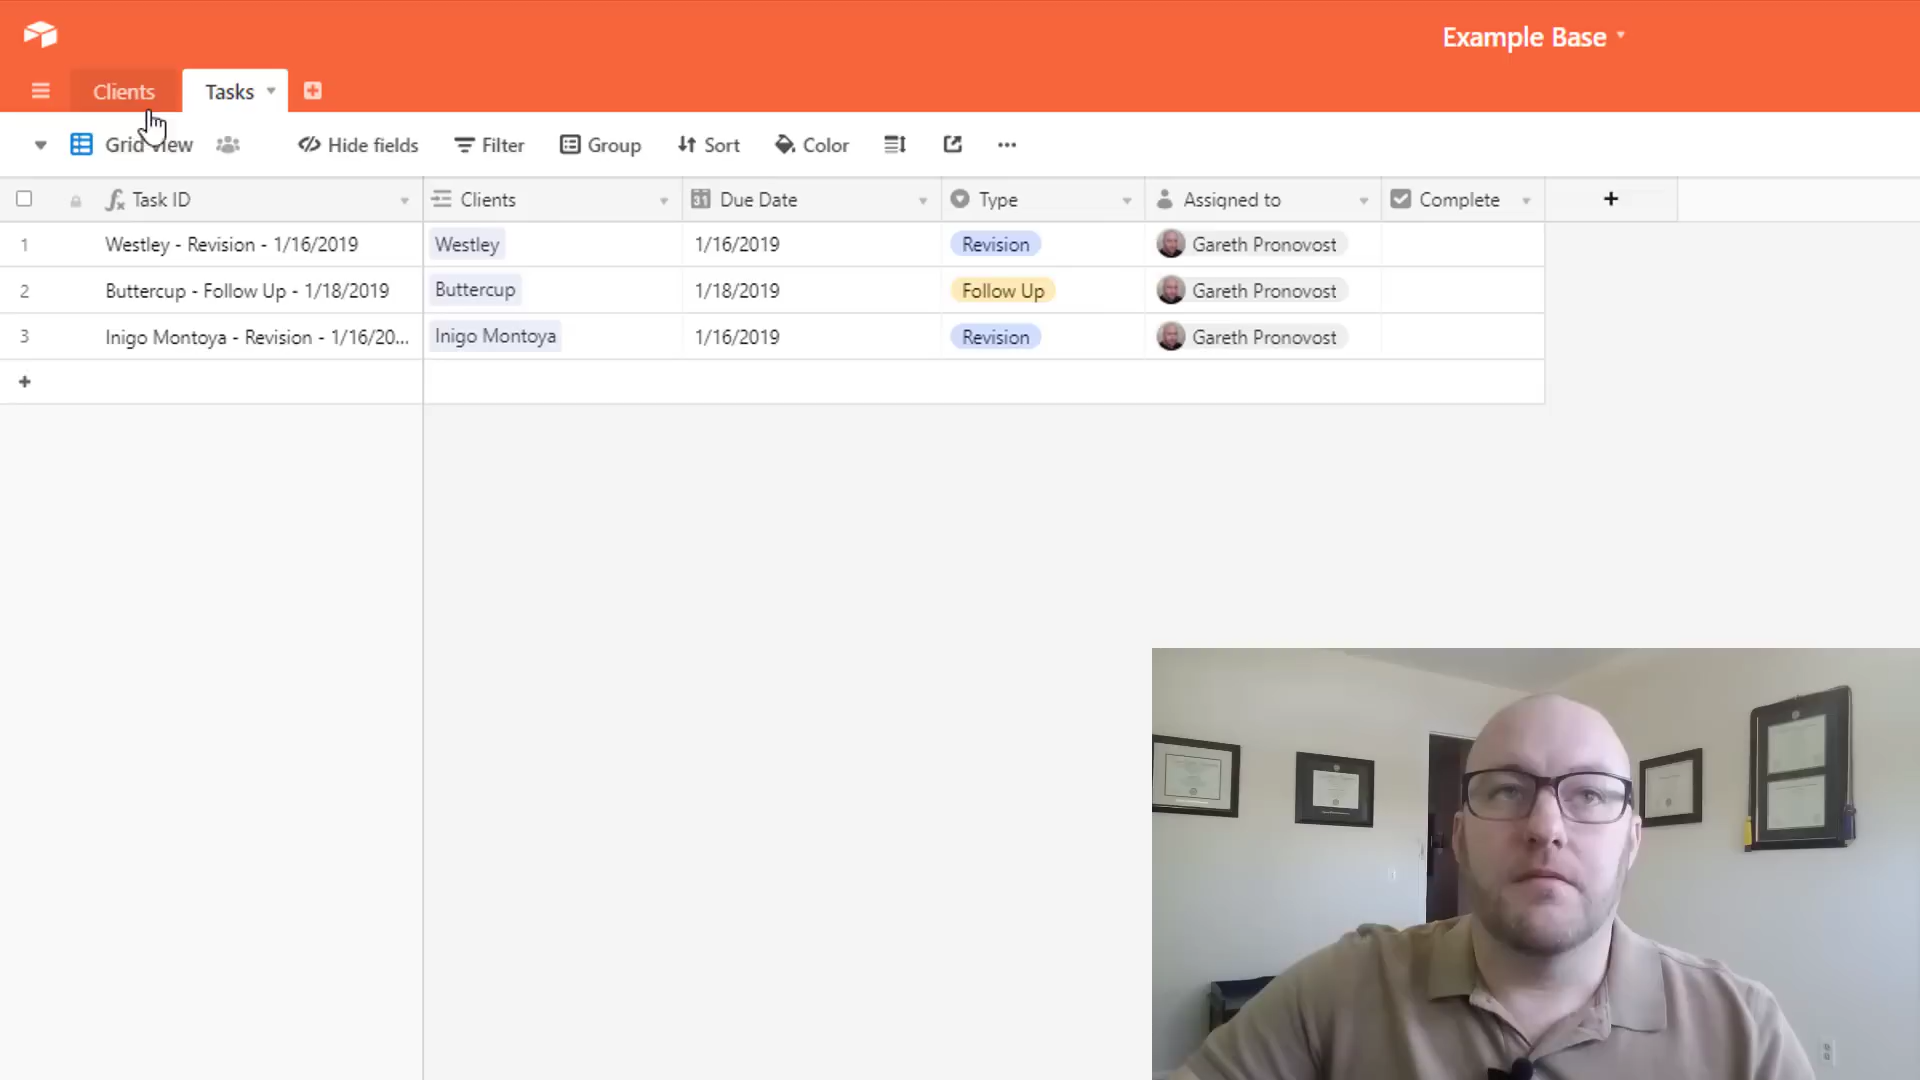 Example Base
Clients Tasks
Grid view Hide fields Filter Group Sort Color
Task ID Clients 31 Due Date Type Assigned to Complete
1 Westley - Revision - 1/16/2019 Westley 1/16/2019 Revision Gareth Pronovost
2 Buttercup - Follow Up - 1/18/2019 Buttercup 1/18/2019 Follow Up Gareth Pronovost
3 Inigo Montoya - Revision - 1/16/20... Inigo Montoya 1/16/2019 Revision Gareth Pronovost